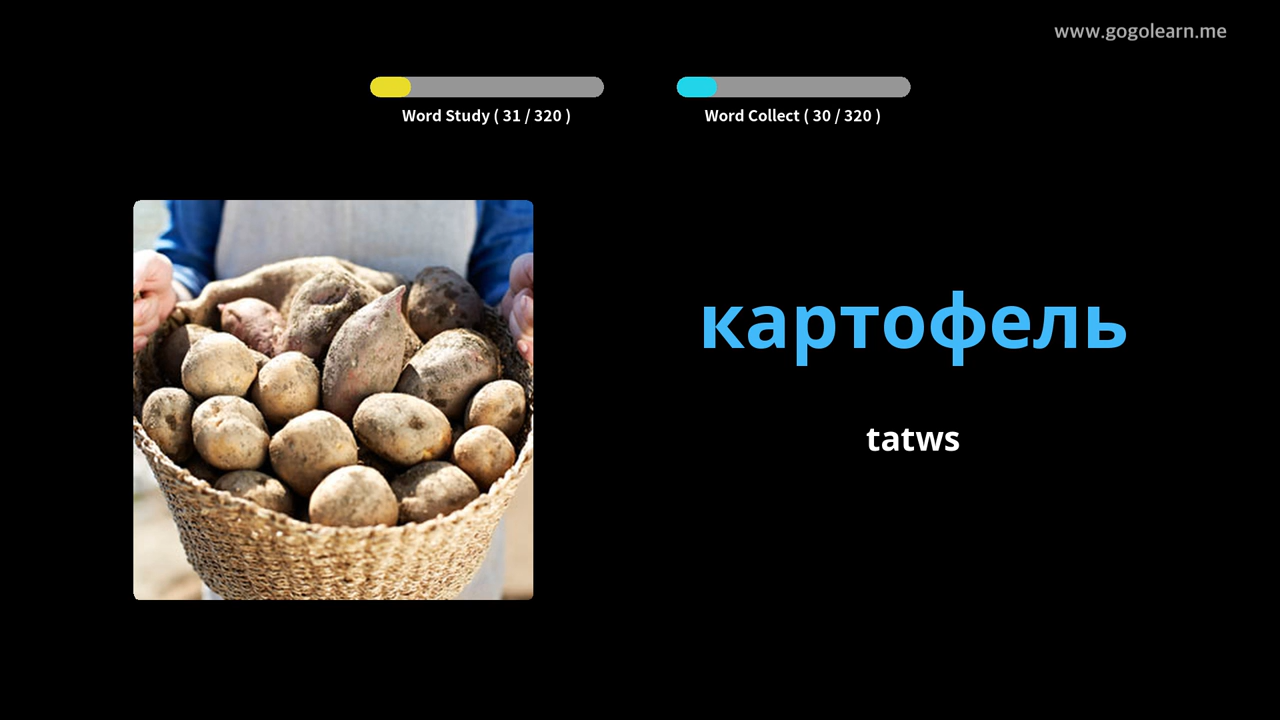 www.gogolearn.me
Word Study ( 31 / 320 )
Word Collect ( 30 / 320 )
картофель
tatws